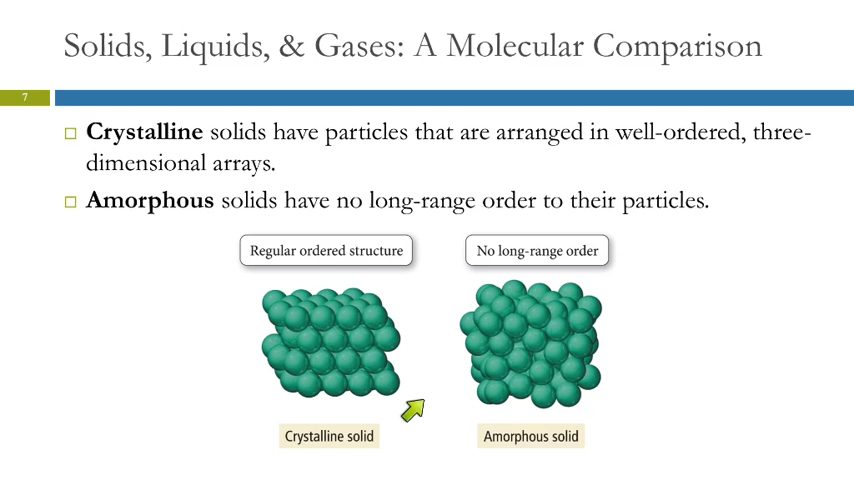 Solids, Liquids, & Gases: A Molecular Comparison
7
Crystalline solids have particles that are arranged in well-ordered, three-
dimensional arrays.
Amorphous solids have no long-range order to their particles.
Regular ordered structure
No long-range order
Crystalline solid
Amorphous solid